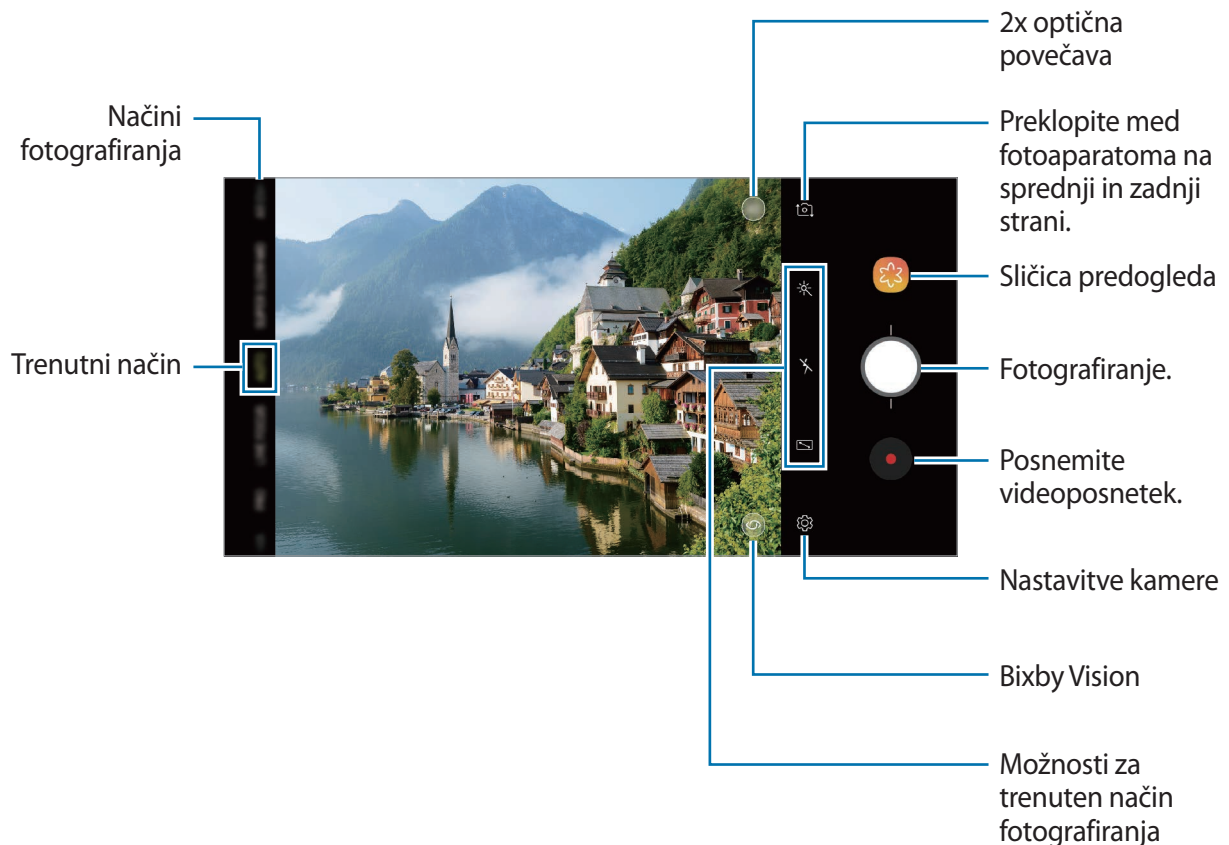 2x optična
povečava
Načini
fotografiranja
Preklopite med
fotoaparatoma na
sprednji in zadnji
strani.
Sličica predogleda
Trenutni način
Fotografiranje.
Posnemite
videoposnetek.
Nastavitve kamere
Bixby Vision
Možnosti za
trenuten način
fotografiranja